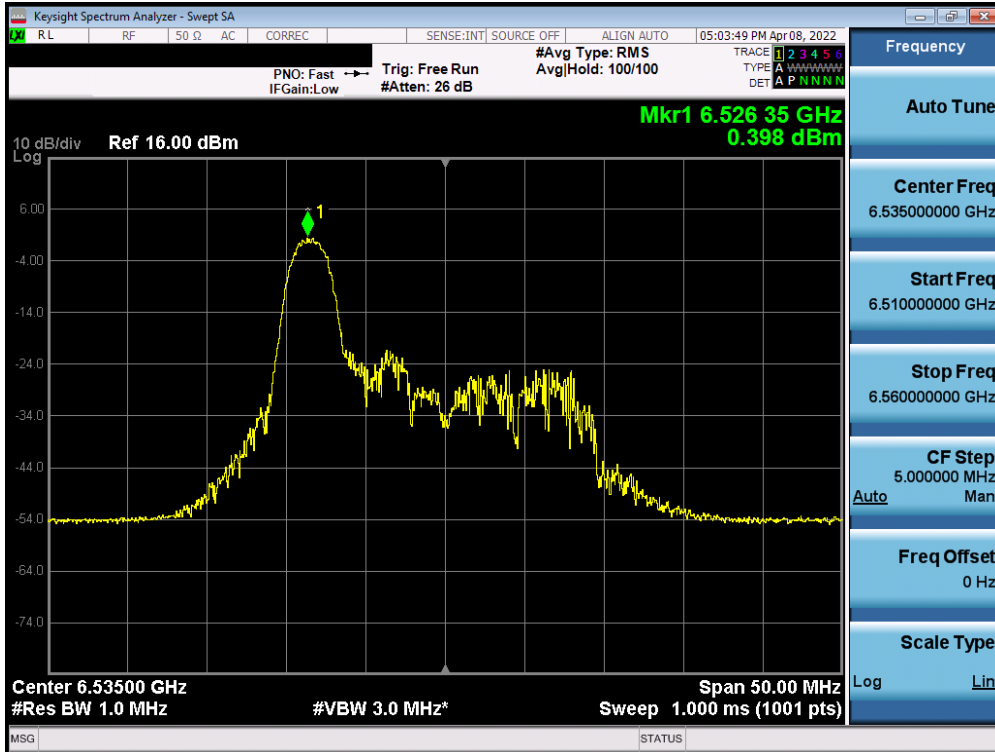 Keysight Spectrum Analyzer - Swept SA
LXI RL RF 50 Ω AC CORREC SENSE:INT SOURCE OFF ALIGN AUTO 05:03:49 PM Apr 08, 2022
PNO: Fast
IFGain:Low
Trig: Free Run
#Atten: 26 dB
#Avg Type: RMS
Avg|Hold: 100/100
TRACE 1 2 3 4 5 6
TYPE A WWWWW
DET A P N N N N
Mkr1 6.526 35 GHz
0.398 dBm
10 dB/div Ref 16.00 dBm
Log
1
6.00
-4.00
-14.0
-24.0
-34.0
-44.0
-54.0
-64.0
-74.0
Center 6.53500 GHz Span 50.00 MHz
#Res BW 1.0 MHz #VBW 3.0 MHz* Sweep 1.000 ms (1001 pts)
MSG STATUS
Frequency
Auto Tune
Center Freq
6.535000000 GHz
Start Freq
6.510000000 GHz
Stop Freq
6.560000000 GHz
CF Step
5.000000 MHz
Auto Man
Freq Offset
0 Hz
Scale Type
Log Lin